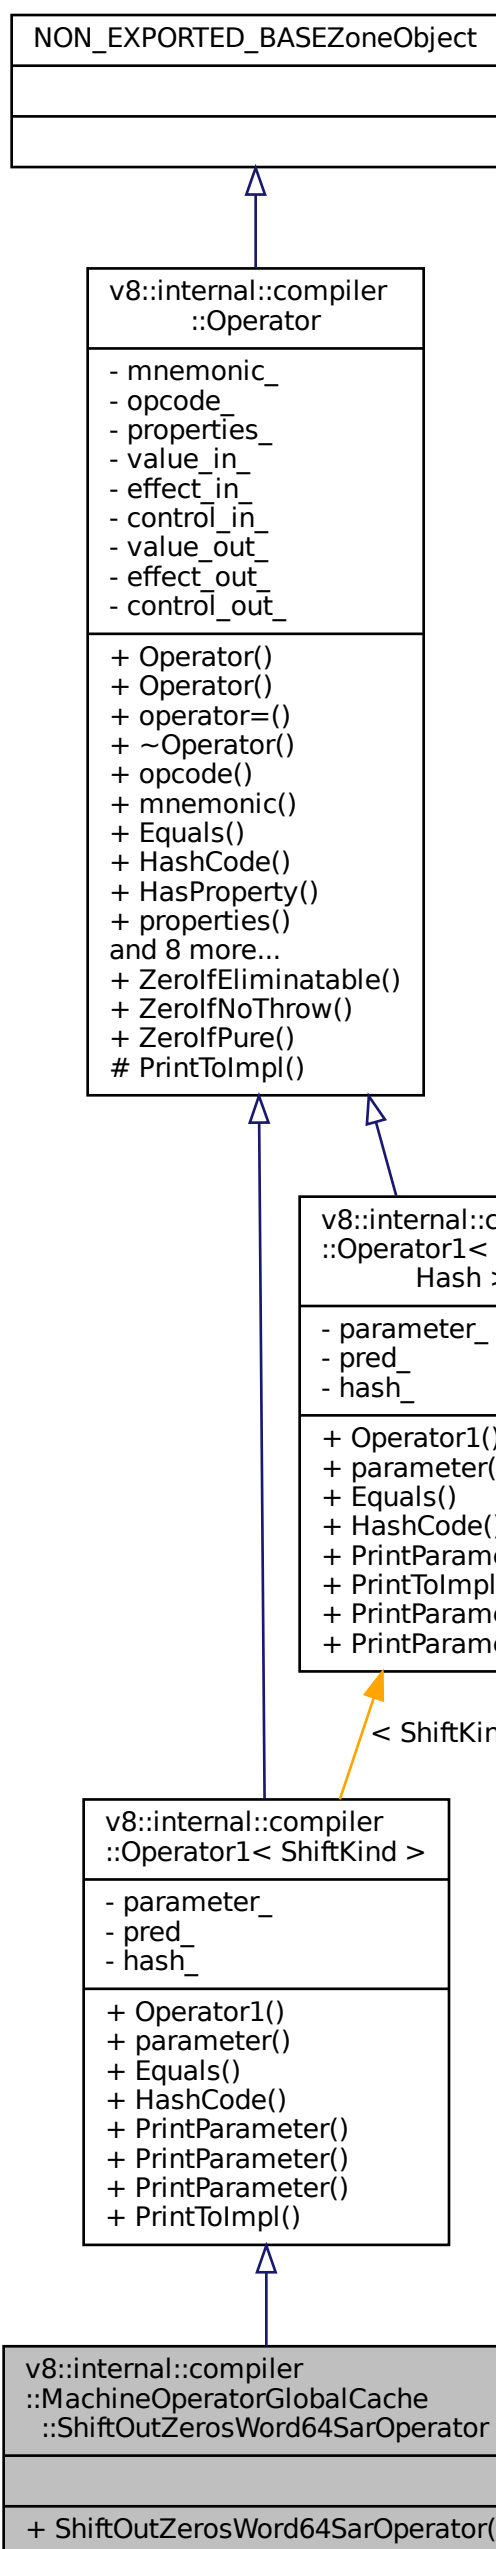 NON_EXPORTED_BASEZoneObject
v8::internal::compiler
::Operator
- mnemonic_
- opcode_
- properties_
- value_in_
- effect_in_
- control_in_
- value_out_
- effect_out_
- control_out_
+ Operator()
+ Operator()
+ operator=()
+ ~Operator()
+ opcode()
+ mnemonic()
+ Equals()
+ HashCode()
+ HasProperty()
+ properties()
and 8 more...
+ ZeroIfEliminatable()
+ ZeroIfNoThrow()
+ ZeroIfPure()
# PrintToImpl()
v8::internal::c
::Operator1<
Hash >
- parameter_
- pred_
- hash_
+ Operator1()
+ parameter(
+ Equals()
+ HashCode()
+ PrintParame
+ PrintToImpl
+ PrintParame
+ PrintParame
< ShiftKin
v8::internal::compiler
::Operator1< ShiftKind >
- parameter_
- pred_
- hash_
+ Operator1()
+ parameter()
+ Equals()
+ HashCode()
+ PrintParameter()
+ PrintParameter()
+ PrintParameter()
+ PrintToImpl()
v8::internal::compiler
::MachineOperatorGlobalCache
::ShiftOutZerosWord64SarOperator
+ ShiftOutZerosWord64SarOperator(